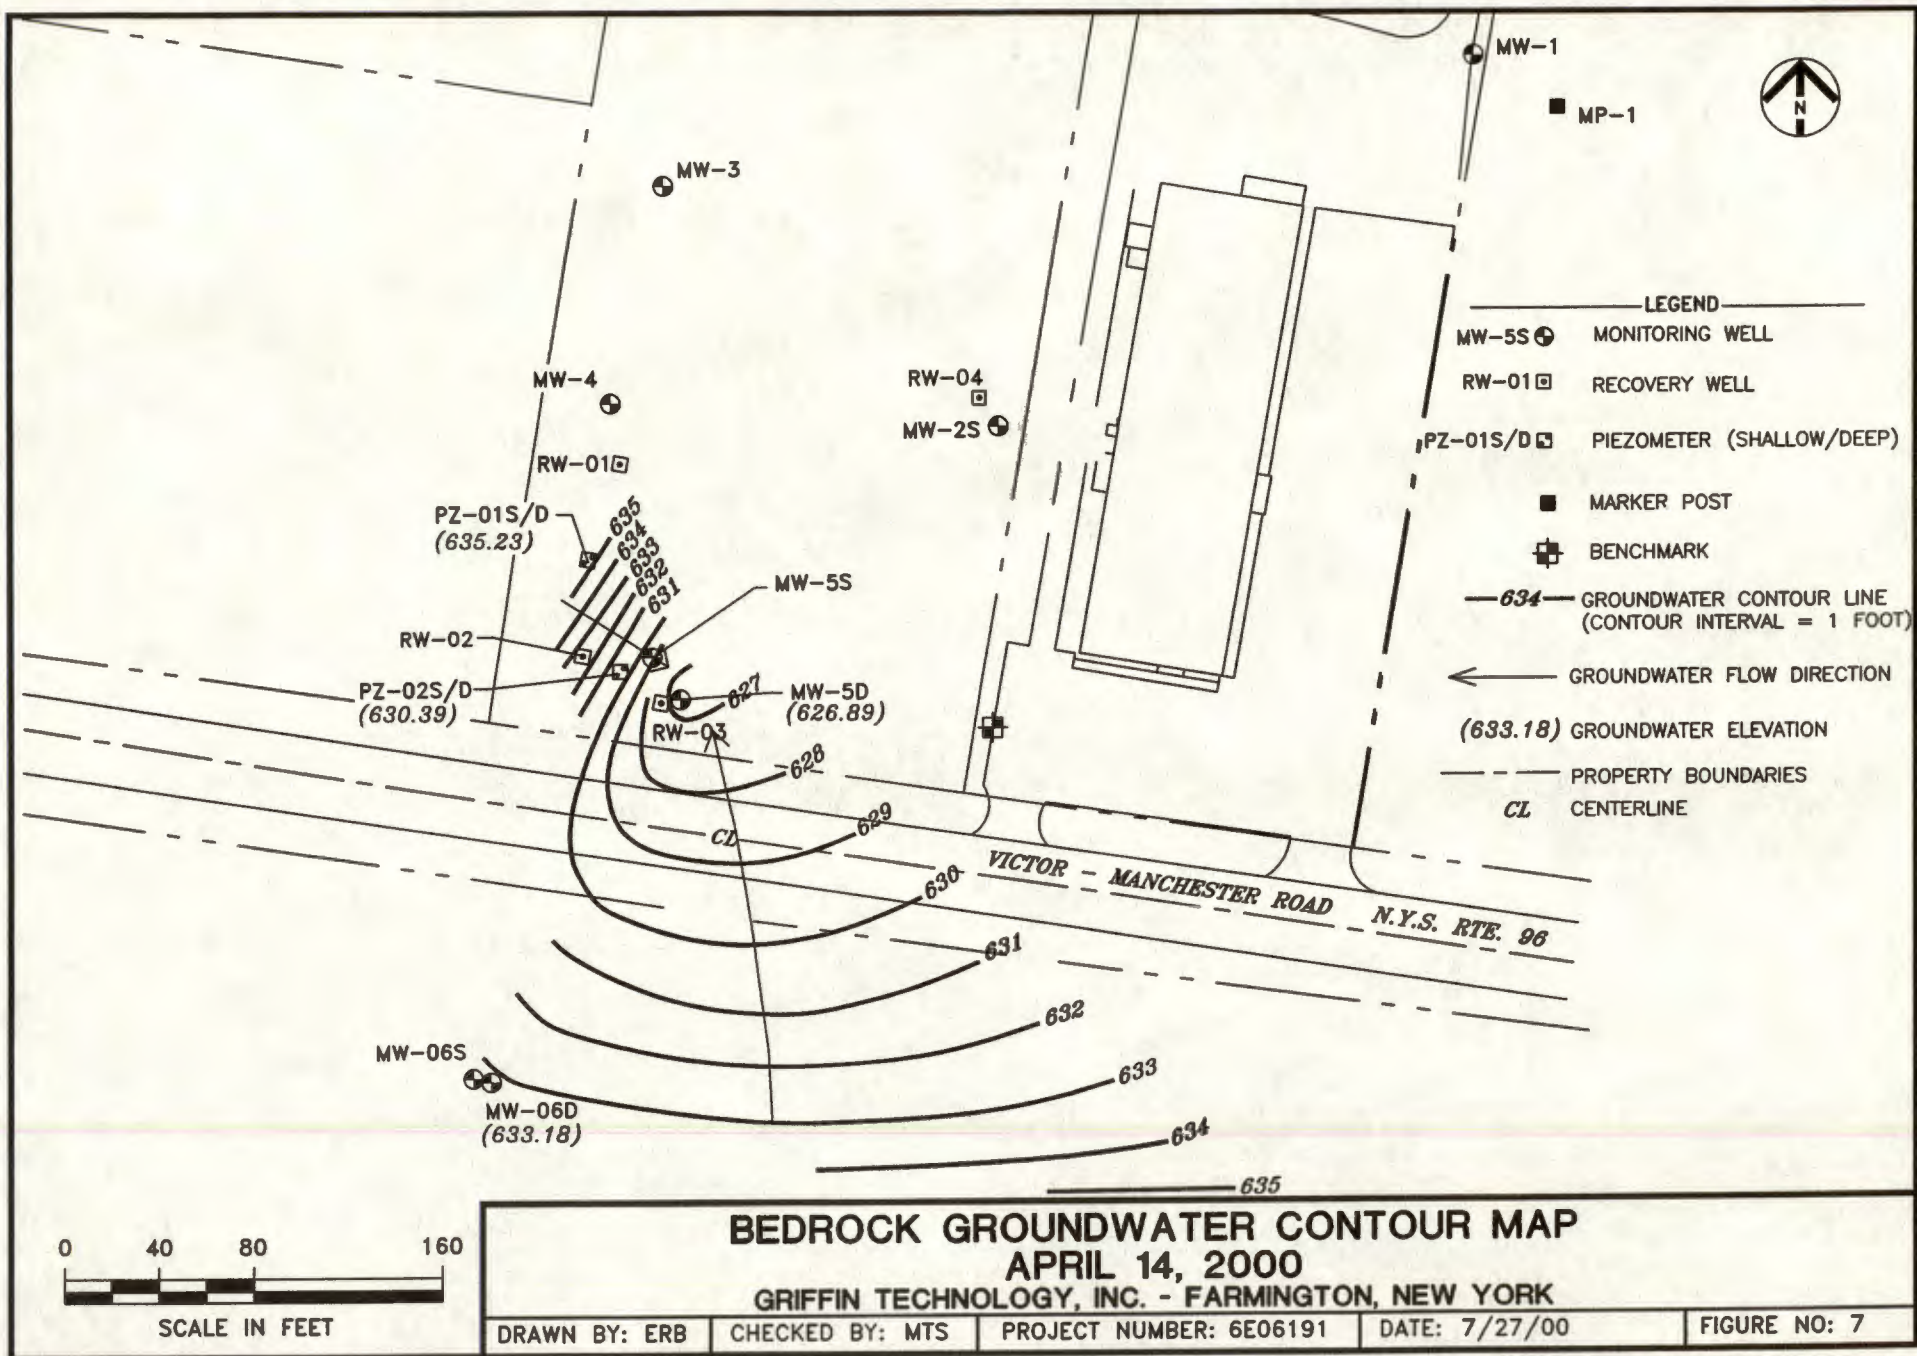 MW-1
MP-1
N
MW-3
MW-4
RW-04
MW-2S
RW-01
PZ-01S/D
(635.23)
635
634
633
632
631
MW-5S
RW-02
PZ-02S/D
(630.39)
627
MW-5D
(626.89)
RW-03
628
629
CL
630
VICTOR - MANCHESTER ROAD N.Y.S. RTE. 96
631
632
MW-06S
633
MW-06D
(633.18)
634
635
LEGEND
MW-5S MONITORING WELL
RW-01 RECOVERY WELL
PZ-01S/D PIEZOMETER (SHALLOW/DEEP)
MARKER POST
BENCHMARK
634 GROUNDWATER CONTOUR LINE
(CONTOUR INTERVAL = 1 FOOT)
GROUNDWATER FLOW DIRECTION
(633.18) GROUNDWATER ELEVATION
PROPERTY BOUNDARIES
CL CENTERLINE
0 40 80 160
SCALE IN FEET
BEDROCK GROUNDWATER CONTOUR MAP
APRIL 14, 2000
GRIFFIN TECHNOLOGY, INC. - FARMINGTON, NEW YORK
DRAWN BY: ERB CHECKED BY: MTS PROJECT NUMBER: 6E06191 DATE: 7/27/00 FIGURE NO: 7